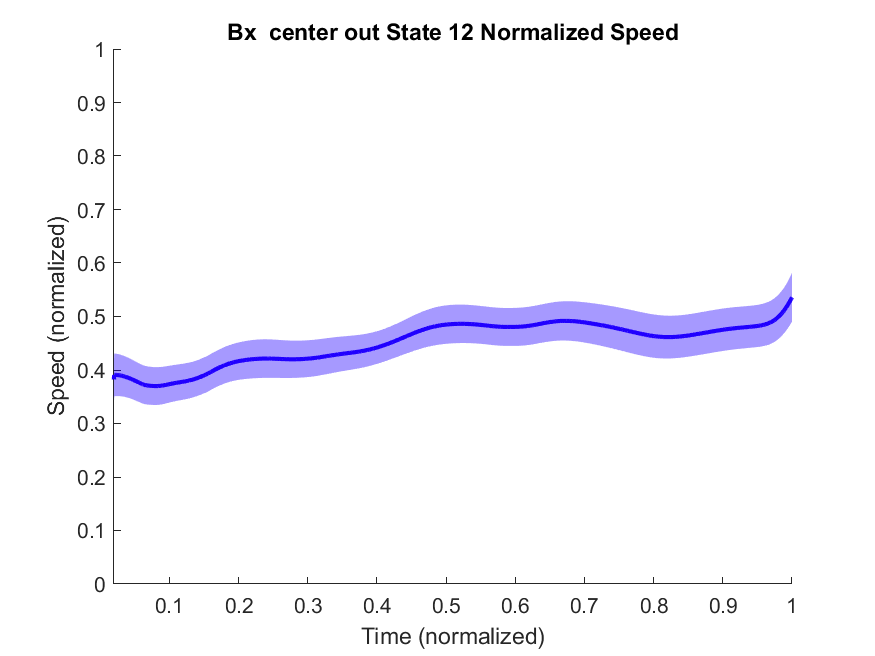 Bx  center out State 12 Normalized Speed
1
0.9
0.8
0.7
0.6
0.5
0.4
0.3
0.2
0.1
0
Speed (normalized)
0.1 0.2 0.3 0.4 0.5 0.6 0.7 0.8 0.9 1
Time (normalized)